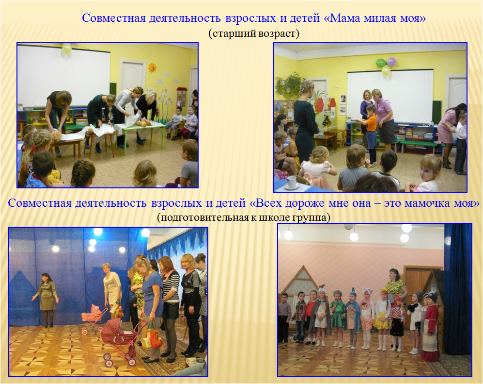 Совместная деятельность взрослых и детей «Мама милая моя»
(старший возраст)
Совместная деятельность взрослых и детей «Всех дороже мне она – это мамочка моя»
(подготовительная к школе группа)